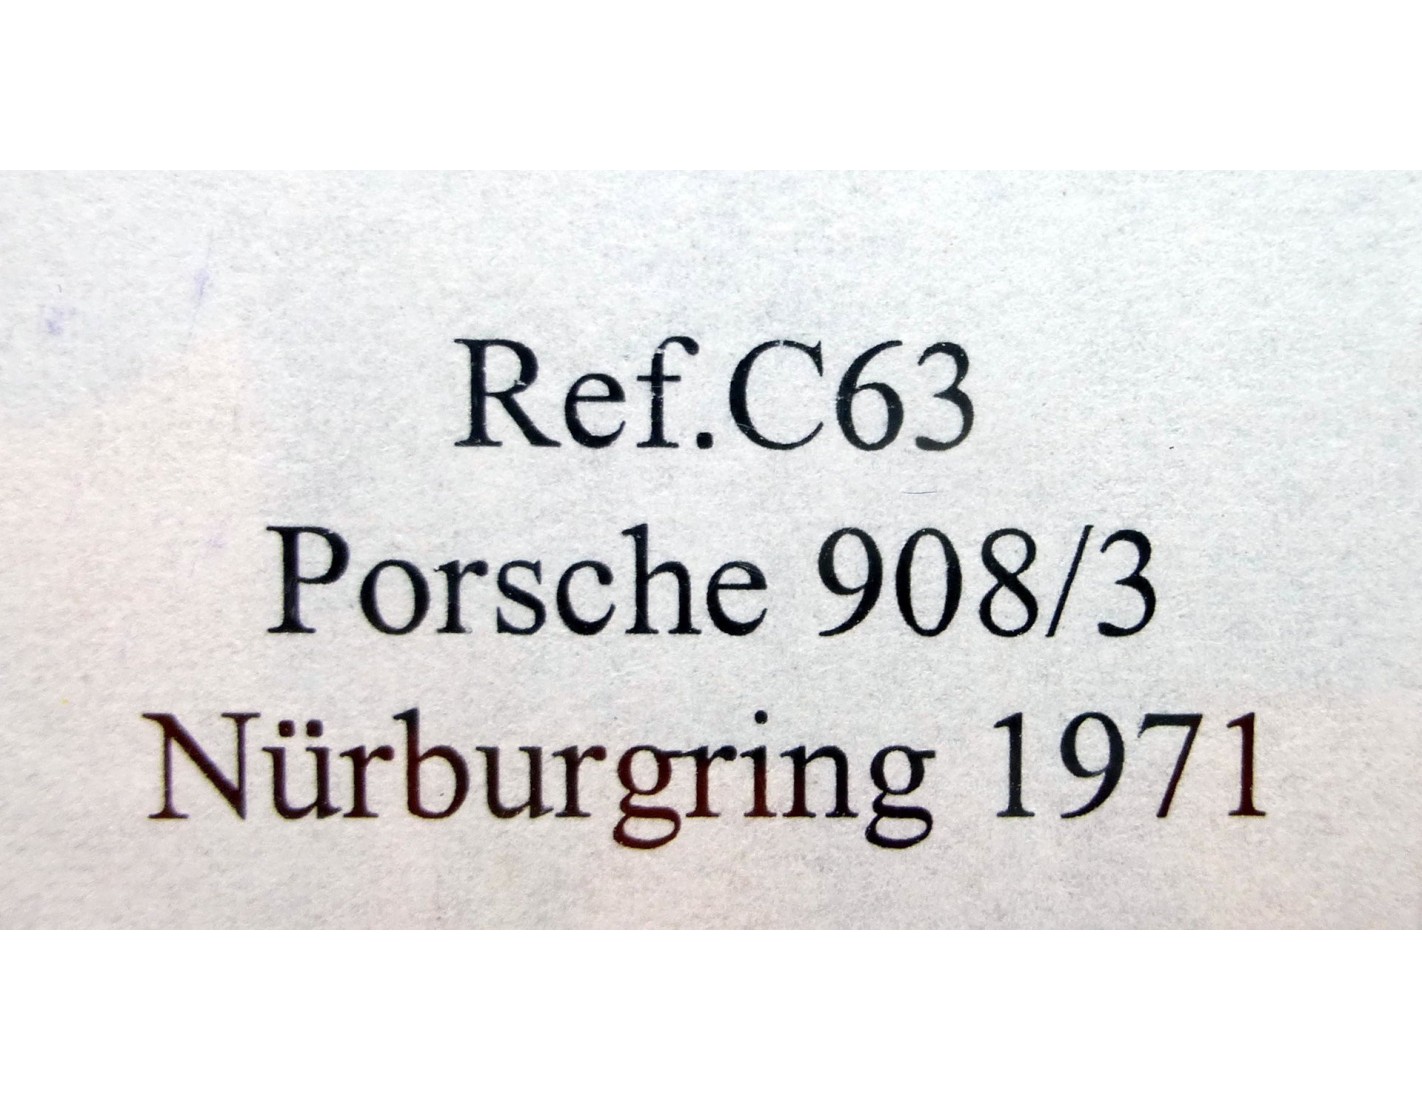 Ref.C63
Porsche 908/3
Nürburgring 1971